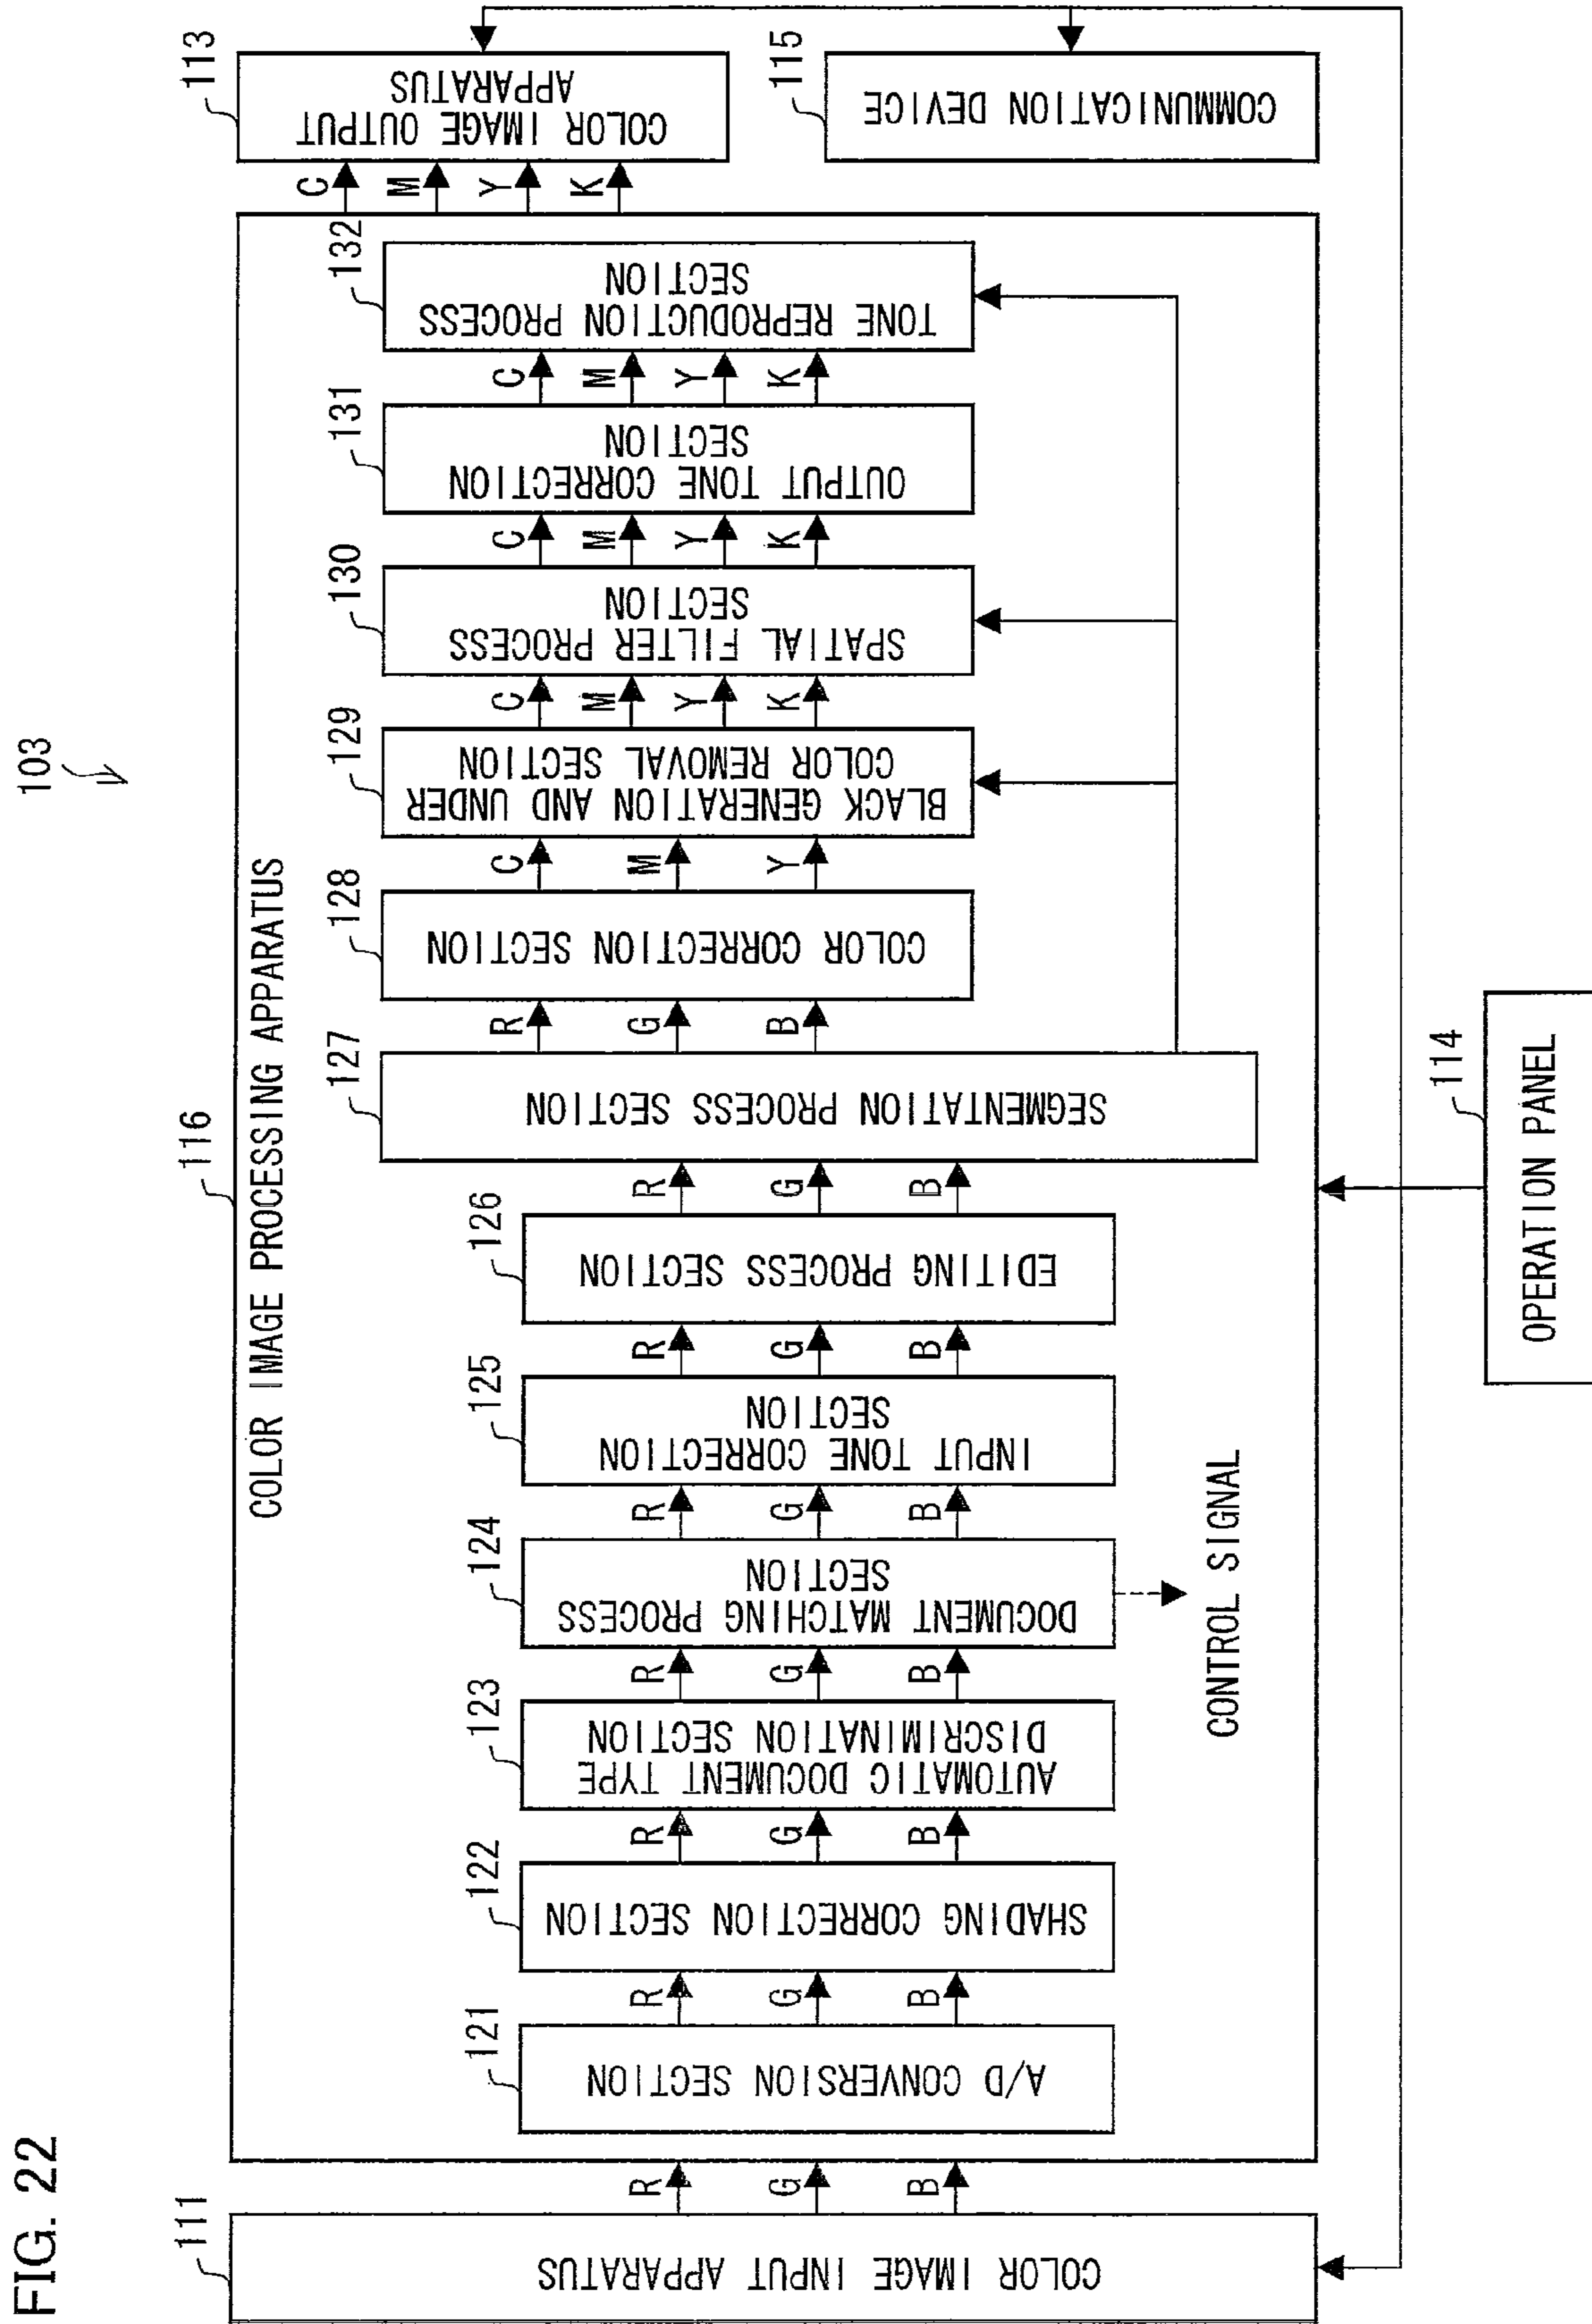 FIG. 22
103
111
COLOR IMAGE INPUT APPARATUS
R
G
B
116
COLOR IMAGE PROCESSING APPARATUS
121
A/D CONVERSION SECTION
R
G
B
122
SHADING CORRECTION SECTION
R
G
B
123
AUTOMATIC DOCUMENT TYPE
DISCRIMINATION SECTION
R
G
B
124
DOCUMENT MATCHING PROCESS
SECTION
CONTROL SIGNAL
R
G
B
125
INPUT TONE CORRECTION
SECTION
R
G
B
126
EDITING PROCESS SECTION
R
G
B
127
SEGMENTATION PROCESS SECTION
R
G
B
128
COLOR CORRECTION SECTION
C
M
Y
129
BLACK GENERATION AND UNDER
COLOR REMOVAL SECTION
C
M
Y
K
130
SPATIAL FILTER PROCESS
SECTION
C
M
Y
K
131
OUTPUT TONE CORRECTION
SECTION
C
M
Y
K
132
TONE REPRODUCTION PROCESS
SECTION
C
M
Y
K
113
COLOR IMAGE OUTPUT
APPARATUS
115
COMMUNICATION DEVICE
114
OPERATION PANEL